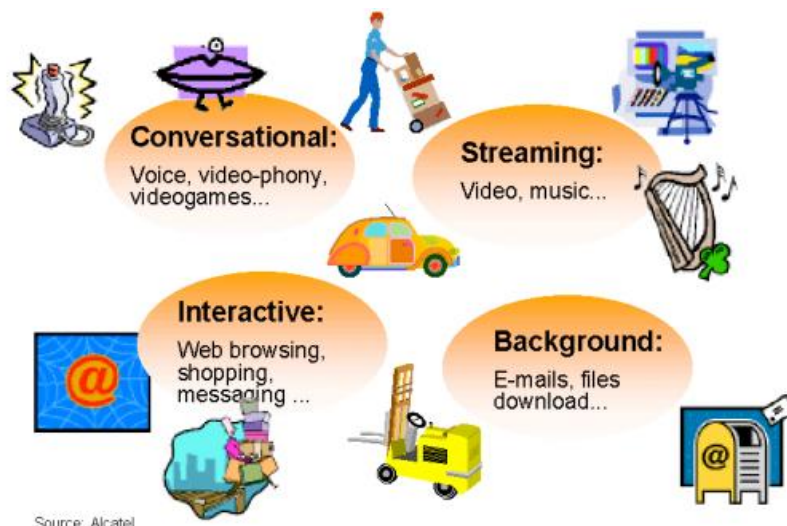 Conversational:
Voice, video-phony,
videogames...
Streaming:
Video, music...
Interactive:
Web browsing,
shopping,
messaging ...
@
Background:
E-mails, files
download...
@
Source: Alcatel